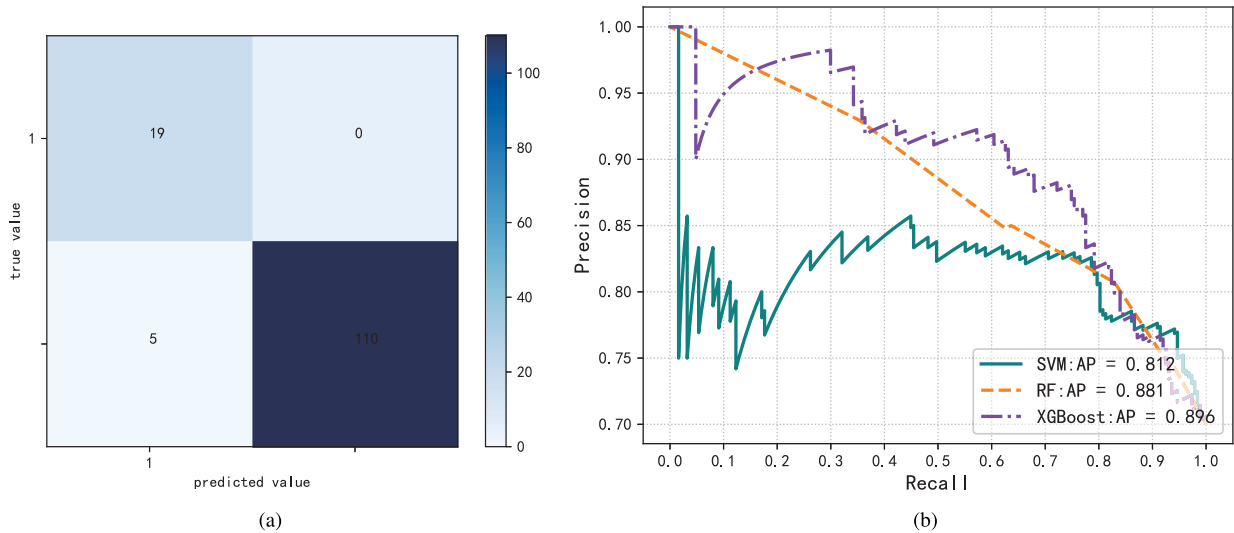 19
0
5
110
1
1
true value
predicted value
100
80
60
40
20
0
(a)
1.00
0.95
0.90
0.85
0.80
0.75
0.70
Precision
0.0 0.1 0.2 0.3 0.4 0.5 0.6 0.7 0.8 0.9 1.0
Recall
SVM:AP = 0.812
RF:AP = 0.881
XGBoost:AP = 0.896
(b)